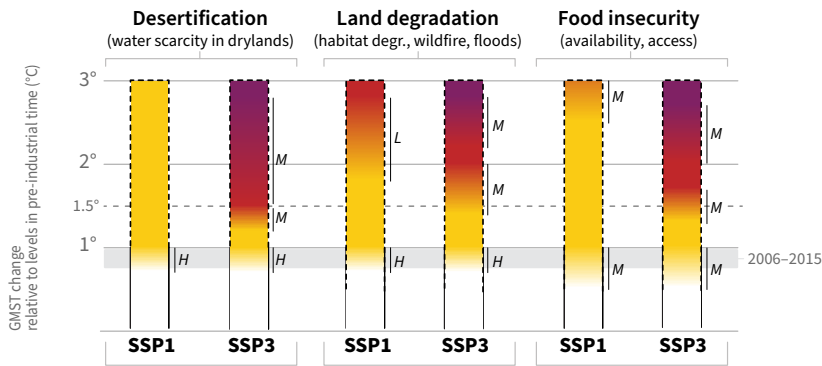 Desertification
(water scarcity in drylands)
Land degradation
(habitat degr., wildfire, floods)
Food insecurity
(availability, access)
GMST change
relative to levels in pre-industrial time (°C)
3°
2°
1.5°
1°
M
M
H
H
L
H
M
M
H
M
M
M
M
M
2006–2015
SSP1
SSP3
SSP1
SSP3
SSP1
SSP3